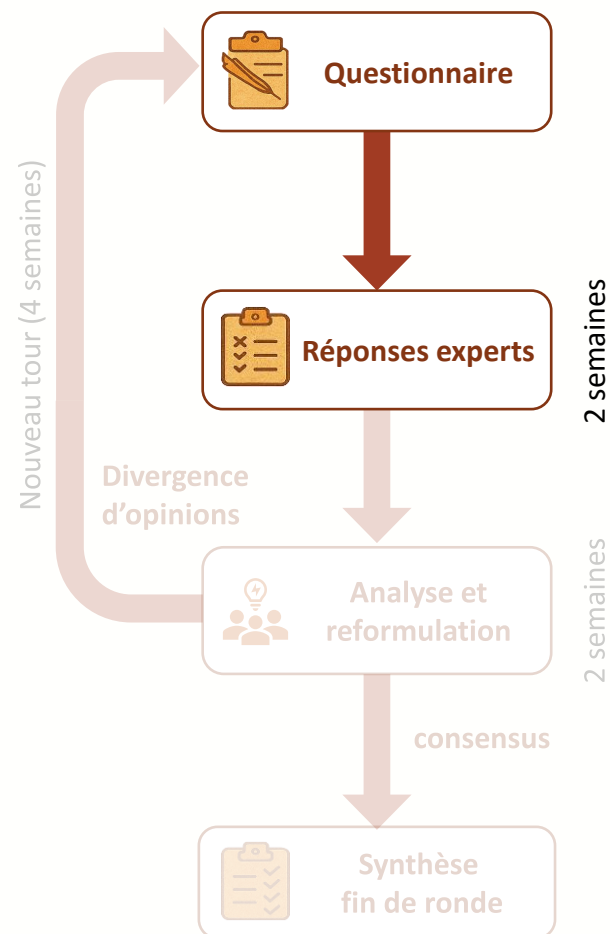 Questionnaire
Nouveau tour (4 semaines)
Réponses experts
2 semaines
Divergence
d'opinions
Analyse et
reformulation
2 semaines
consensus
Synthèse
fin de ronde